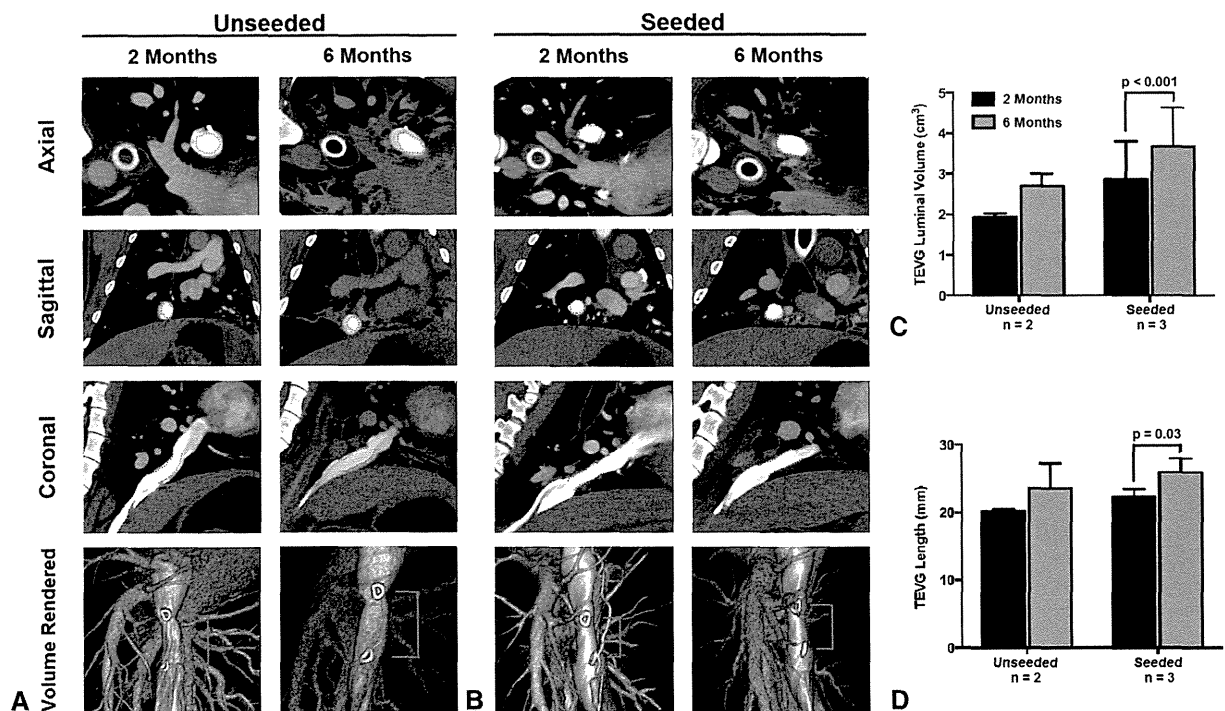 Unseeded
Seeded
2 Months
6 Months
2 Months
6 Months
Axial
Sagittal
Coronal
Volume Rendered
A
B
p < 0.001
2 Months
6 Months
TEVG Luminal Volume (cm³)
5
4
3
2
1
0
Unseeded
n = 2
Seeded
n = 3
C
p = 0.03
TEVG Length (mm)
30
20
10
0
Unseeded
n = 2
Seeded
n = 3
D